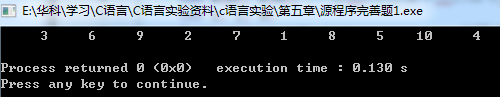 E:\华科\学习\C语言\C语言实验资料\c语言实验\第五章\源程序完善题1.exe
3 6 9 2 7 1 8 5 10 4
Process returned 0 (0x0) execution time : 0.130 s
Press any key to continue.